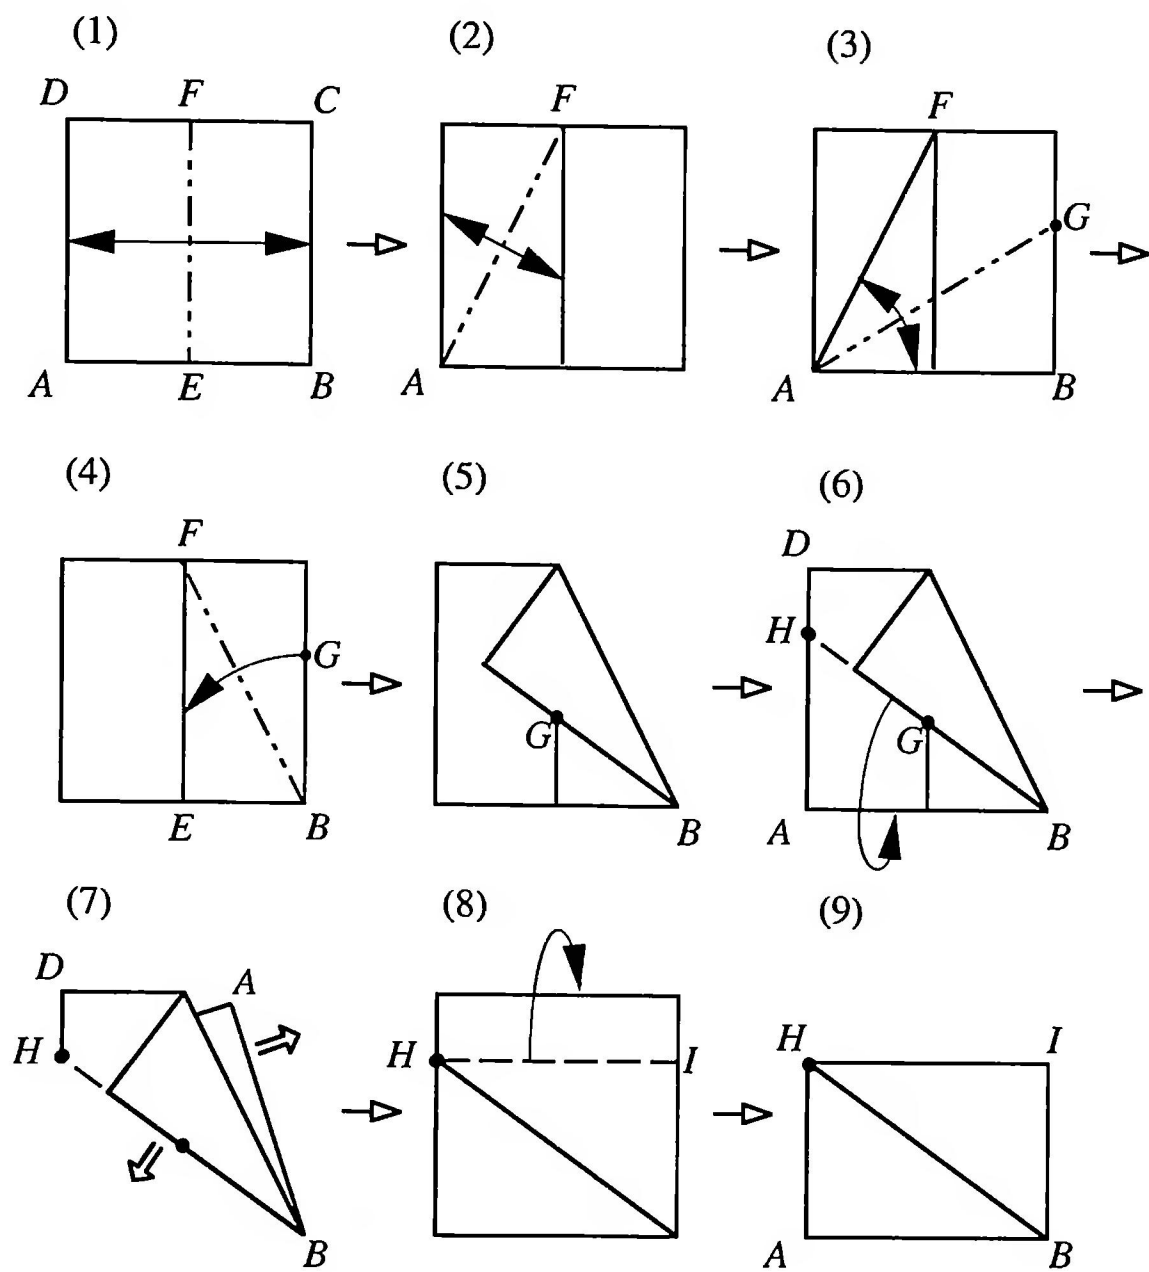 (1) (2) (3)
D F C F F
G
A E B A A B
(4) (5) (6)
F D
H
G
G G
E B B A B
(7) (8) (9)
D A
H H I H I
B A B